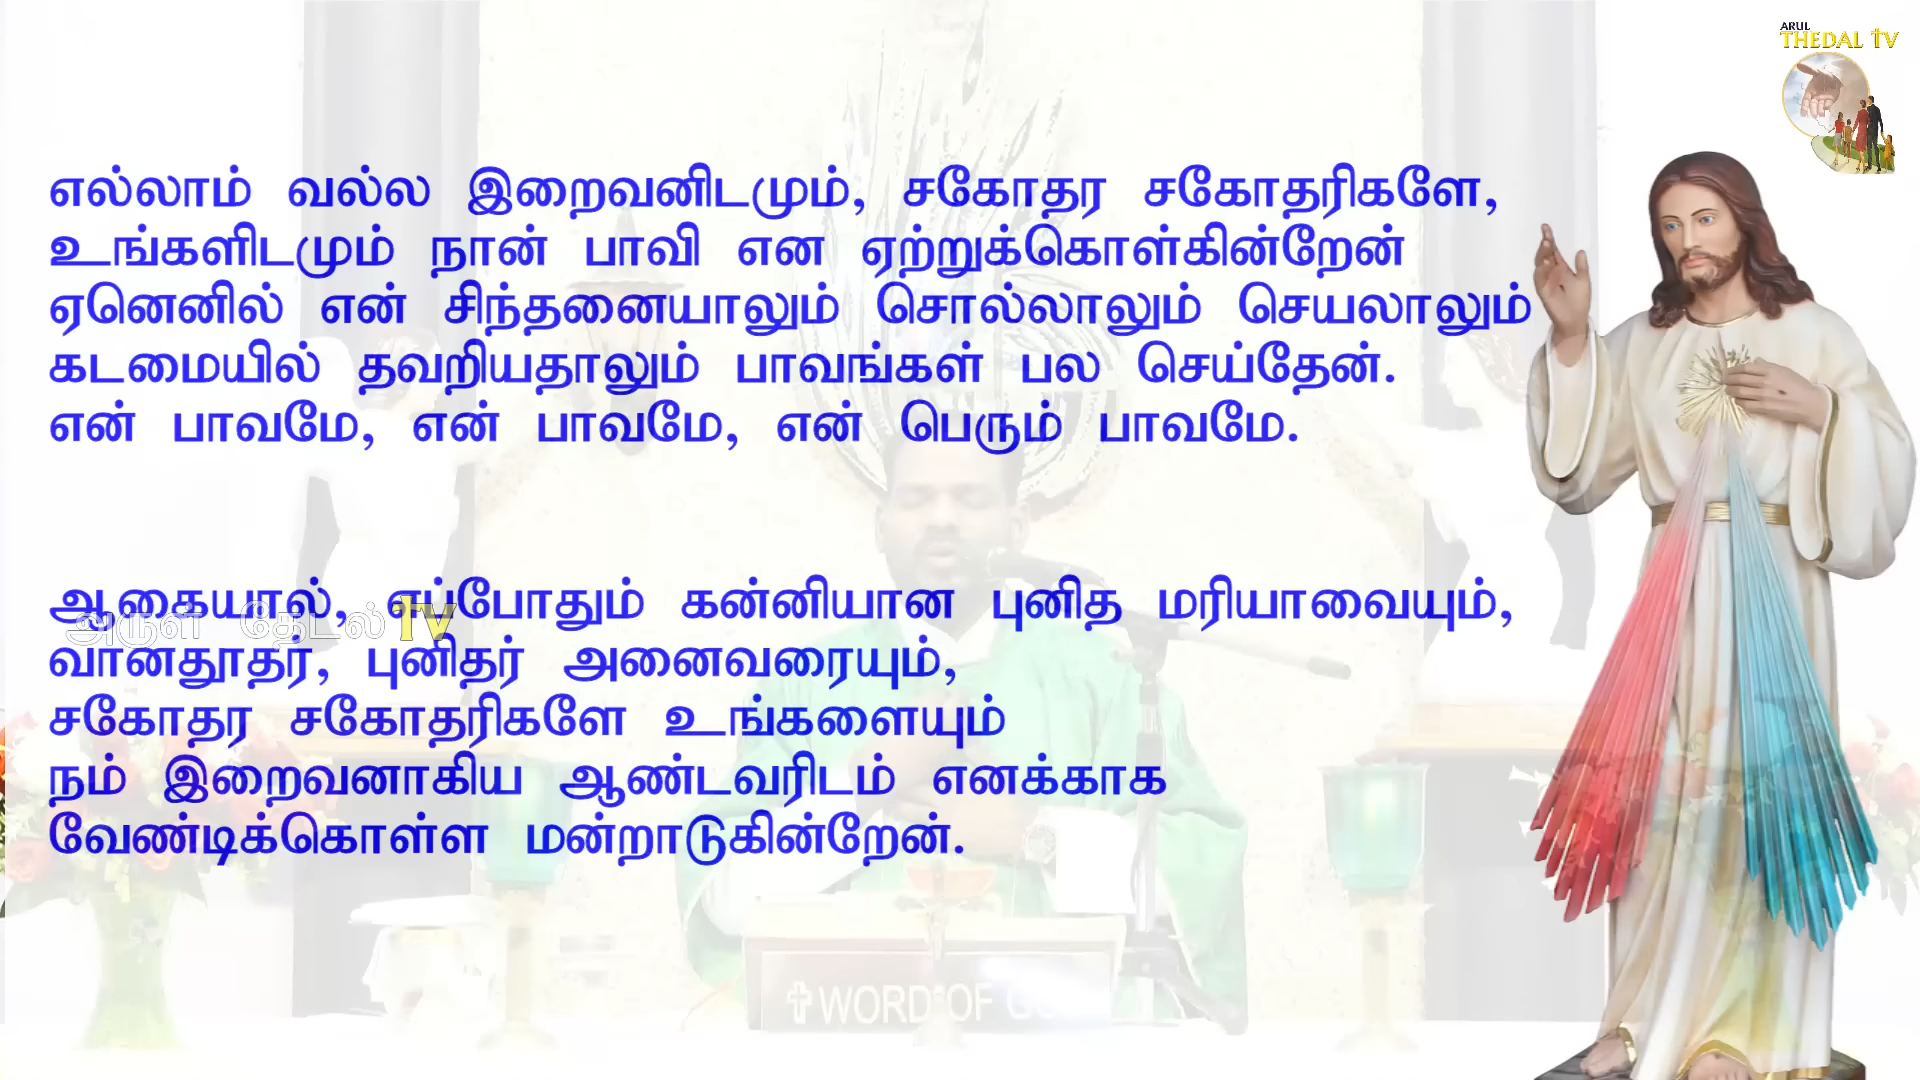 ARUL
THEDAL TV
எல்லாம் வல்ல இறைவனிடமும், சகோதர சகோதரிகளே,
உங்களிடமும் நான் பாவி என ஏற்றுக்கொள்கின்றேன்
ஏனெனில் என் சிந்தனையாலும் சொல்லாலும் செயலாலும்
கடமையில் தவறியதாலும் பாவங்கள் பல செய்தேன்.
என் பாவமே, என் பாவமே, என் பெரும் பாவமே.
ஆகையால், எப்போதும் கன்னியான புனித மரியாவையும்,
அருள் தேடல் TV
வானதூதர், புனிதர் அனைவரையும்,
சகோதர சகோதரிகளே உங்களையும்
நம் இறைவனாகிய ஆண்டவரிடம் எனக்காக
வேண்டிக்கொள்ள மன்றாடுகின்றேன்.
WORD OF